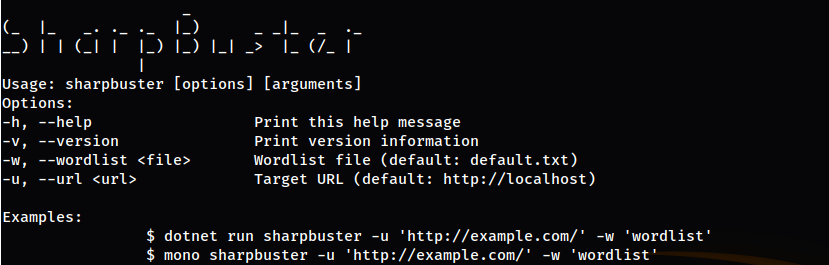 SharpBuster
Usage: sharpbuster [options] [arguments]
Options:
-h, --help Print this help message
-v, --version Print version information
-w, --wordlist <file> Wordlist file (default: default.txt)
-u, --url <url> Target URL (default: http://localhost)
Examples:
$ dotnet run sharpbuster -u 'http://example.com/' -w 'wordlist'
$ mono sharpbuster -u 'http://example.com/' -w 'wordlist'